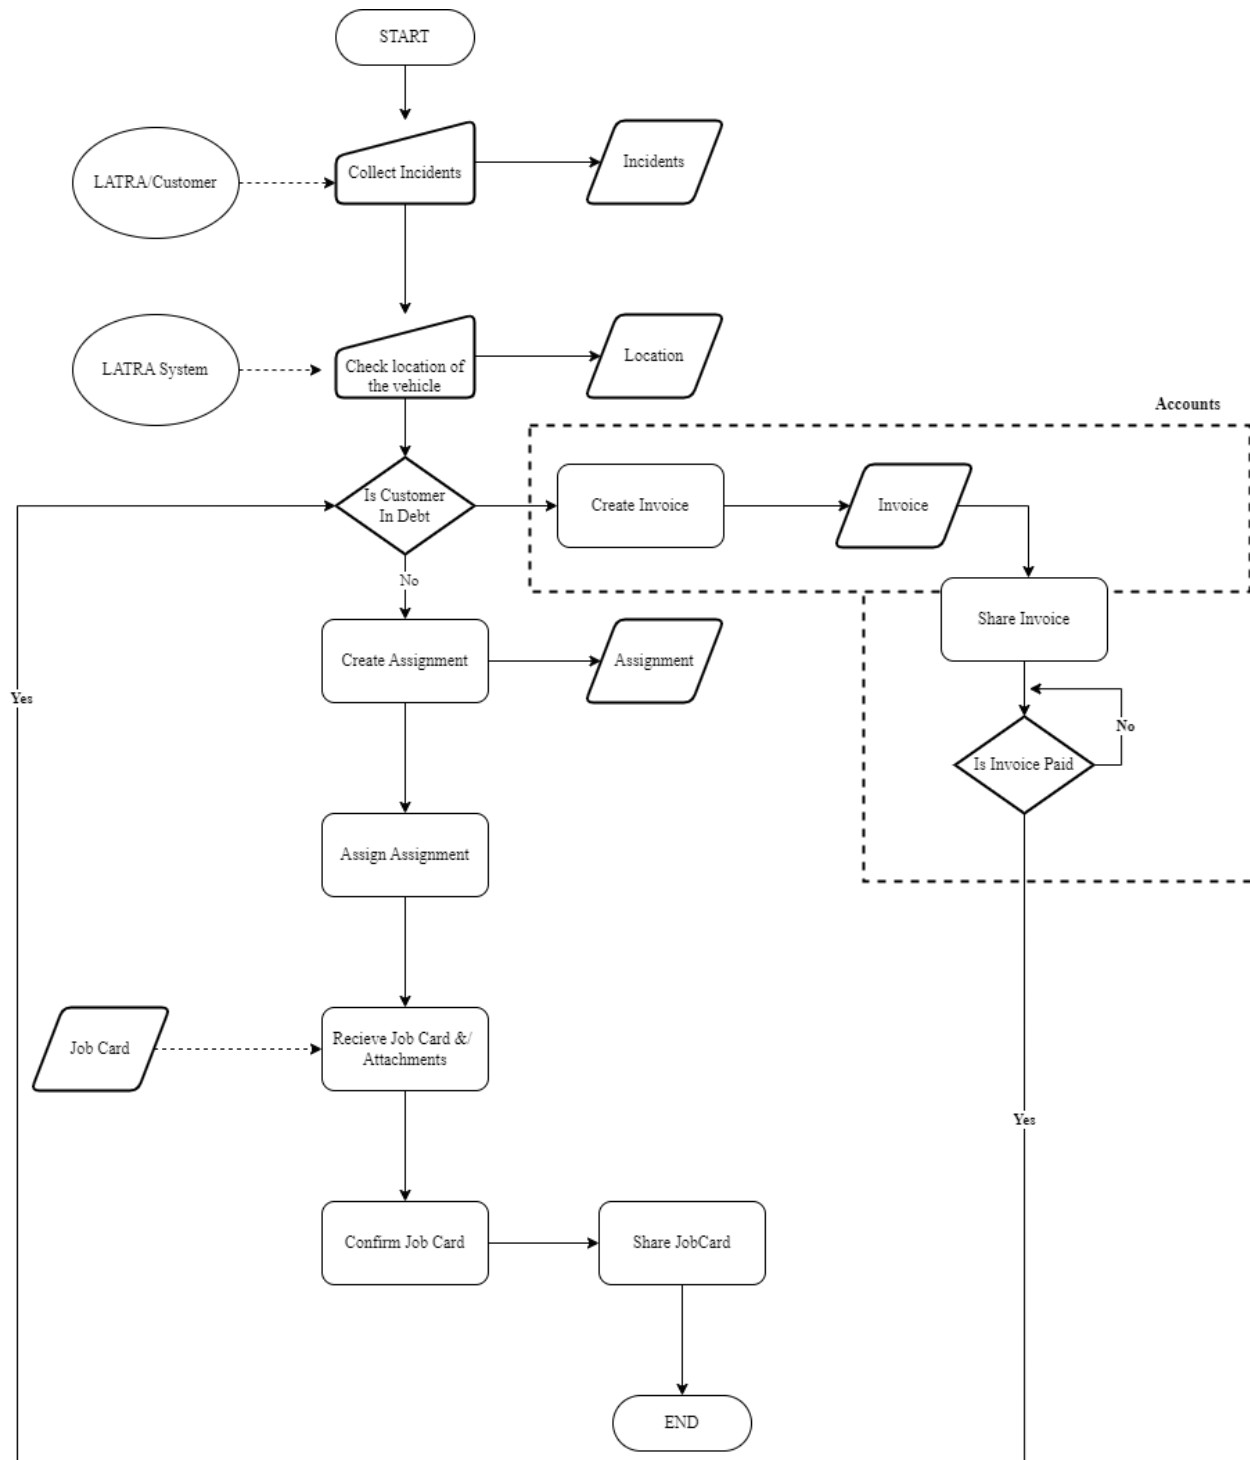 START
LATRA/Customer
Collect Incidents
Incidents
LATRA System
Check location of
the vehicle
Location
Accounts
Is Customer
In Debt
Create Invoice
Invoice
No
Share Invoice
Create Assignment
Assignment
Yes
No
Is Invoice Paid
Assign Assignment
Job Card
Recieve Job Card &/
Attachments
Yes
Confirm Job Card
Share JobCard
END